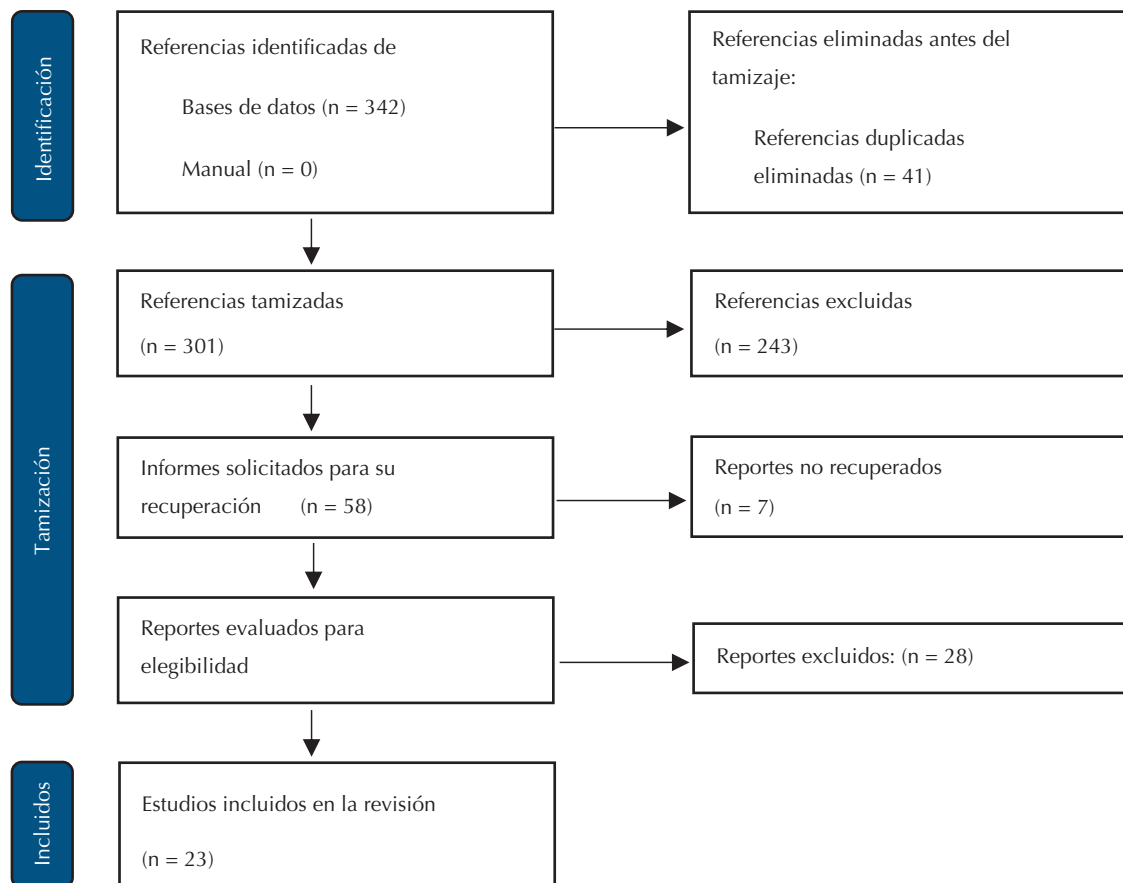 Identificación
Referencias identificadas de
Bases de datos (n = 342)
Manual (n = 0)
Referencias eliminadas antes del
tamizaje:
Referencias duplicadas
eliminadas (n = 41)
Tamización
Referencias tamizadas
(n = 301)
Referencias excluidas
(n = 243)
Informes solicitados para su
recuperación (n = 58)
Reportes no recuperados
(n = 7)
Reportes evaluados para
elegibilidad
Reportes excluidos: (n = 28)
Incluidos
Estudios incluidos en la revisión
(n = 23)